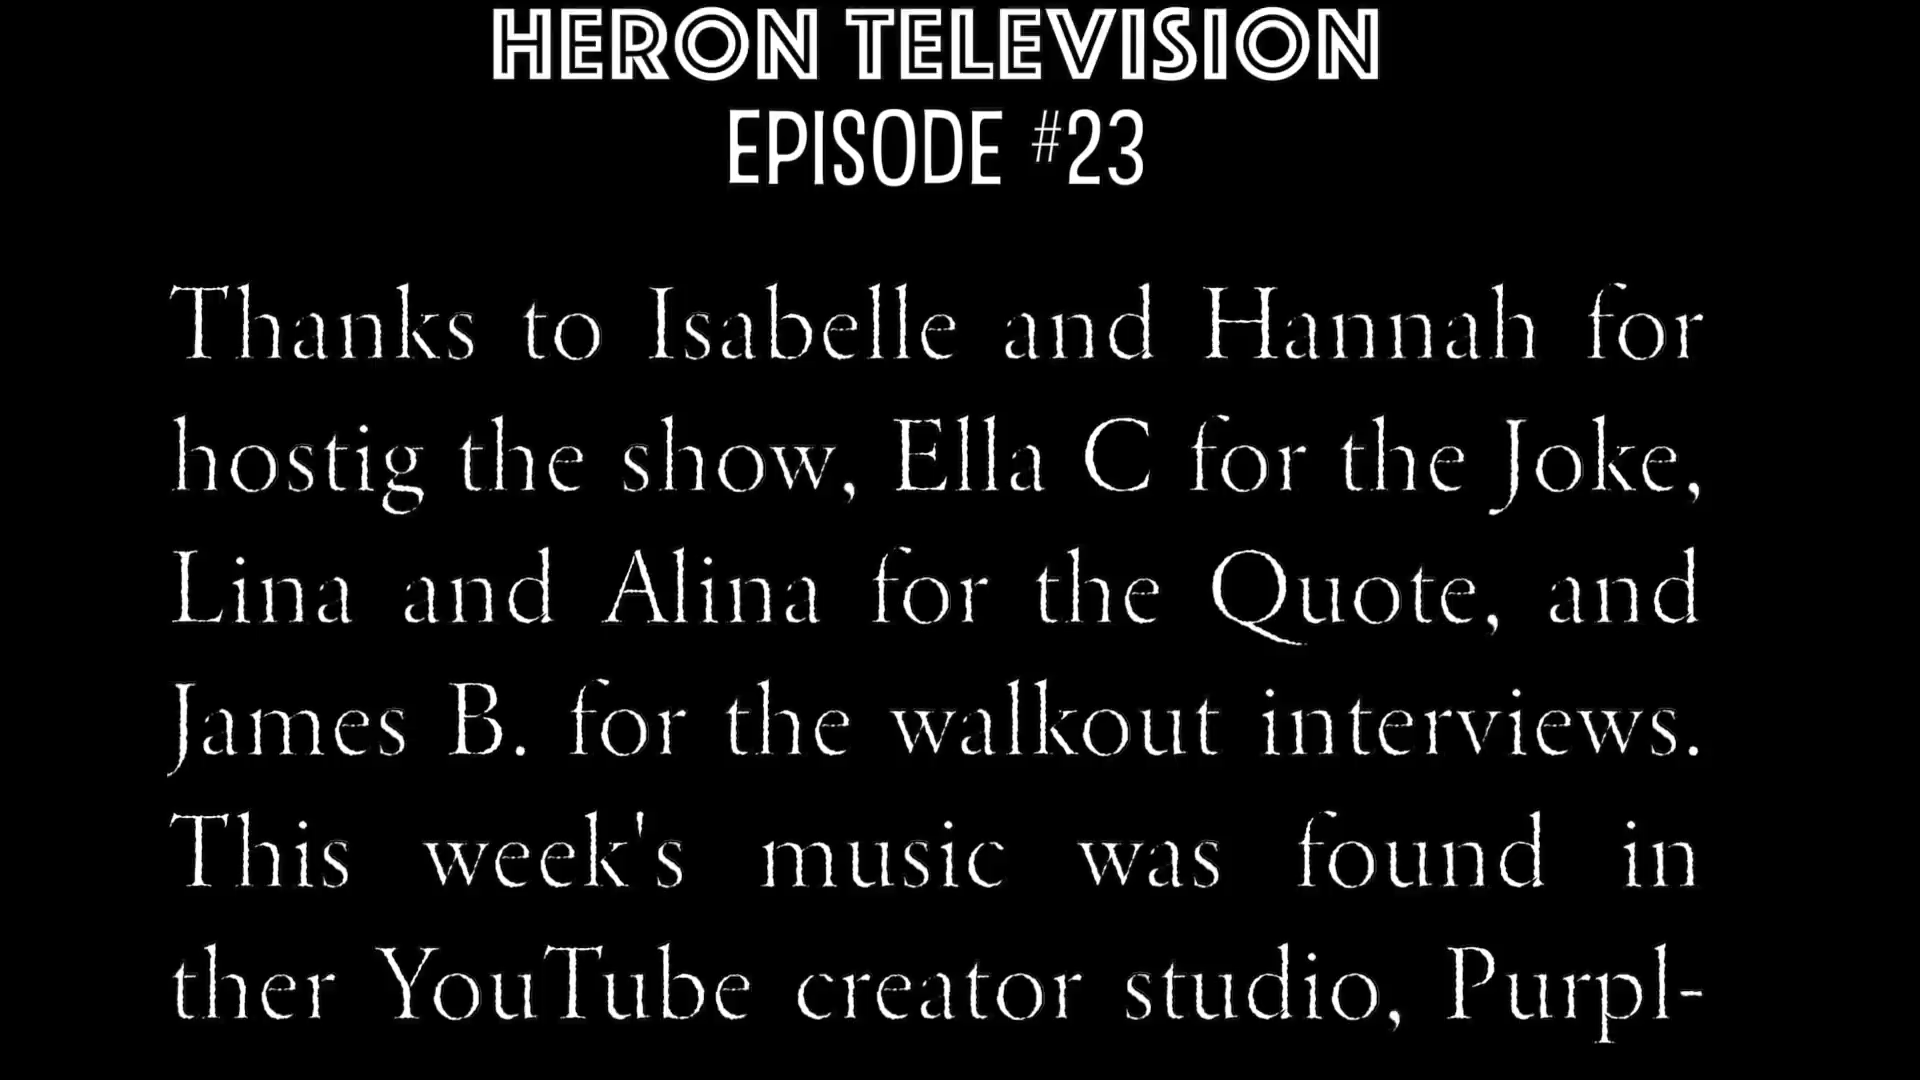 HERON TELEVISION
EPISODE #23
Thanks to Isabelle and Hannah for
hostig the show, Ella C for the Joke,
Lina and Alina for the Quote, and
James B. for the walkout interviews.
This week's music was found in
ther YouTube creator studio, Purpl-